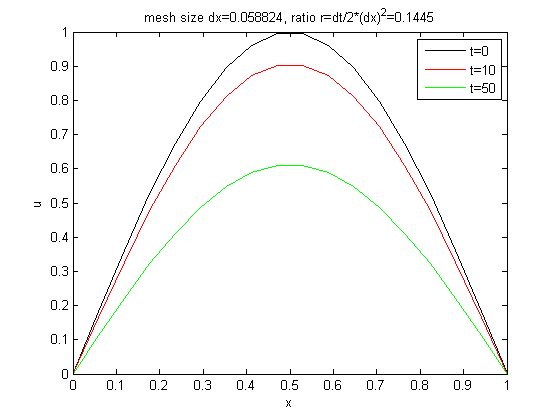 mesh size dx=0.058824, ratio r=dt/2*(dx)²=0.1445
t=0
t=10
t=50
u
1
0.9
0.8
0.7
0.6
0.5
0.4
0.3
0.2
0.1
0
0 0.1 0.2 0.3 0.4 0.5 0.6 0.7 0.8 0.9 1
x